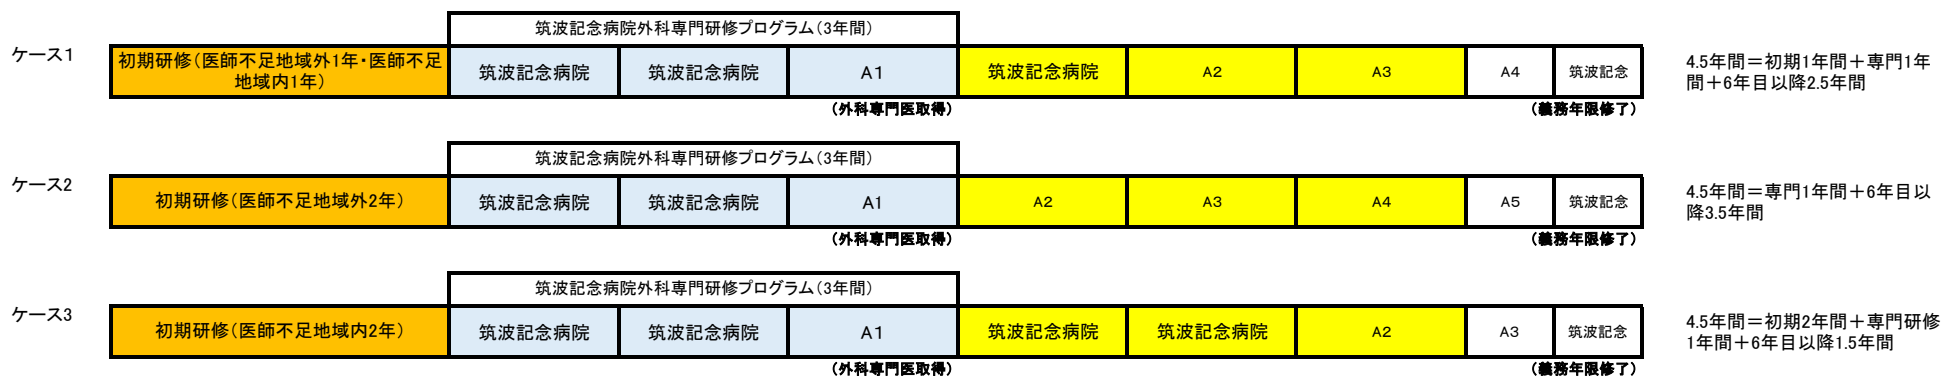 筑波記念病院外科専門研修プログラム(3年間)
ケース1
初期研修(医師不足地域外1年・医師不足
地域内1年)
筑波記念病院
筑波記念病院
A1
筑波記念病院
A2
A3
A4
筑波記念
4.5年間=初期1年間+専門1年
間+6年目以降2.5年間
(外科専門医取得)
(義務年限修了)
筑波記念病院外科専門研修プログラム(3年間)
ケース2
初期研修(医師不足地域外2年)
筑波記念病院
筑波記念病院
A1
A2
A3
A4
A5
筑波記念
4.5年間=専門1年間+6年目以
降3.5年間
(外科専門医取得)
(義務年限修了)
筑波記念病院外科専門研修プログラム(3年間)
ケース3
初期研修(医師不足地域内2年)
筑波記念病院
筑波記念病院
A1
筑波記念病院
筑波記念病院
A2
A3
筑波記念
4.5年間=初期2年間+専門研修
1年間+6年目以降1.5年間
(外科専門医取得)
(義務年限修了)